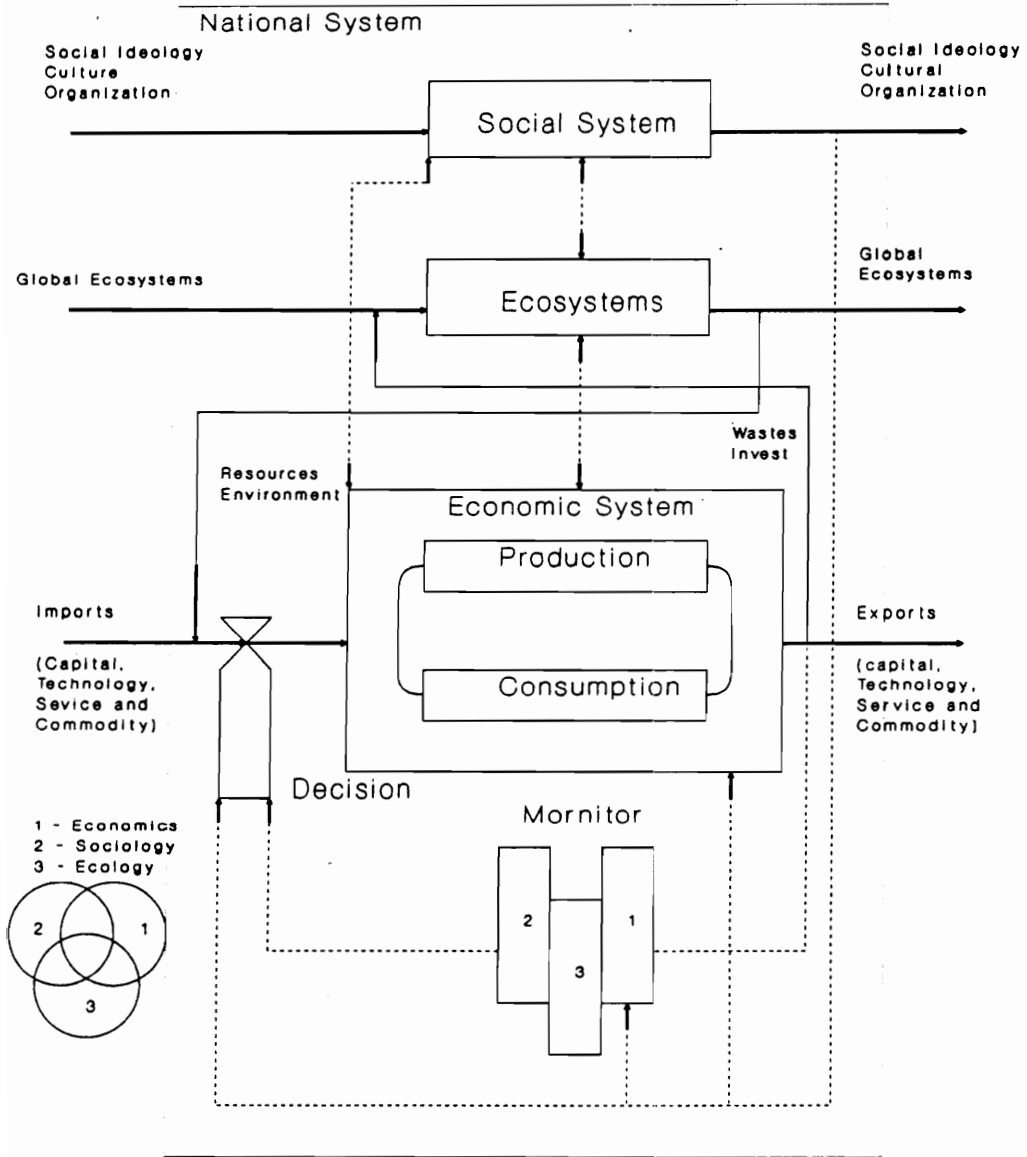 National System
Social Ideology
Culture
Organization
Social Ideology
Cultural
Organization
Social System
Global Ecosystems
Global
Ecosystems
Ecosystems
Wastes
Invest
Resources
Environment
Economic System
Production
Imports
Exports
(Capital,
Technology,
Sevice and
Commodity)
Consumption
(capital,
Technology,
Service and
Commodity)
Decision
Mornitor
1 - Economics
2 - Sociology
3 - Ecology
2
1
3
2
1
3